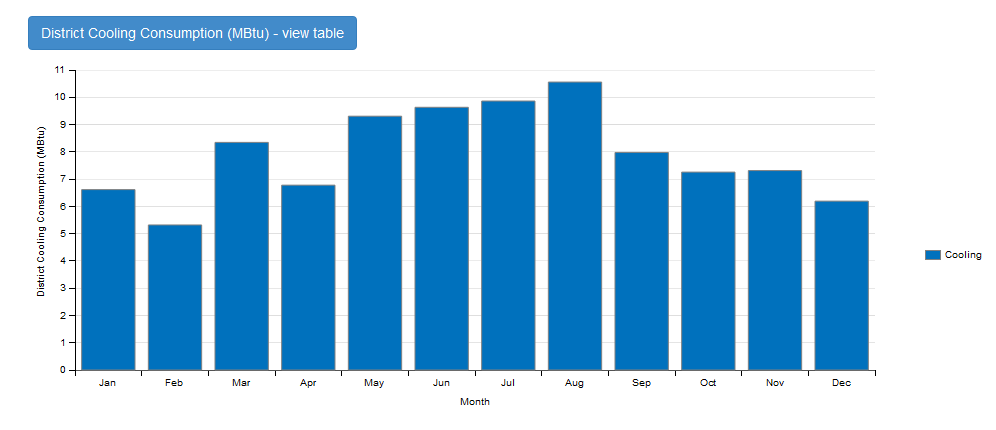 District Cooling Consumption (MBtu) - view table
11
10
9
8
7
6
5
4
3
2
1
0
District Cooling Consumption (MBtu)
Jan Feb Mar Apr May Jun Jul Aug Sep Oct Nov Dec
Month
Cooling